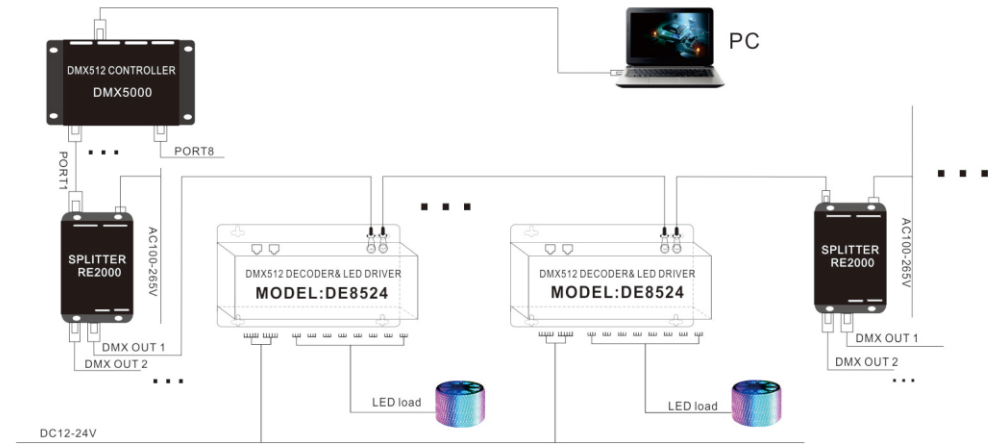 PC
DMX512 CONTROLLER
DMX5000
PORT1
PORT8
AC100-265V
SPLITTER
RE2000
DMX OUT 1
DMX OUT 2
DMX512 DECODER& LED DRIVER
MODEL:DE8524
LED load
DMX512 DECODER& LED DRIVER
MODEL:DE8524
LED load
AC100-265V
SPLITTER
RE2000
DMX OUT 1
DMX OUT 2
DC12-24V